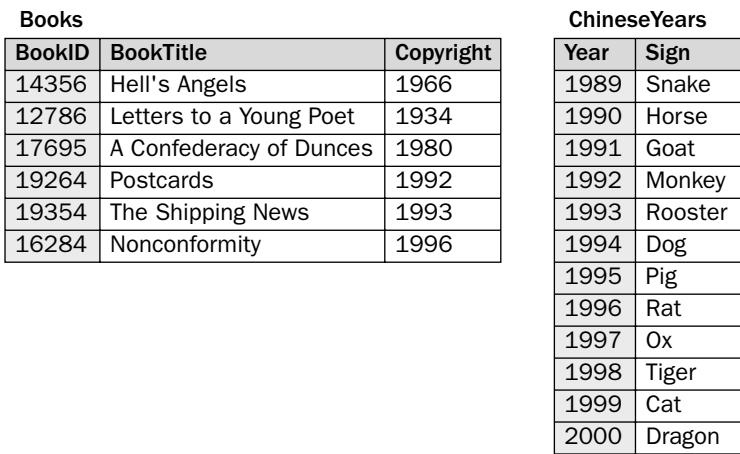 Books
BookID BookTitle Copyright
14356 Hell's Angels 1966
12786 Letters to a Young Poet 1934
17695 A Confederacy of Dunces 1980
19264 Postcards 1992
19354 The Shipping News 1993
16284 Nonconformity 1996
ChineseYears
Year Sign
1989 Snake
1990 Horse
1991 Goat
1992 Monkey
1993 Rooster
1994 Dog
1995 Pig
1996 Rat
1997 Ox
1998 Tiger
1999 Cat
2000 Dragon